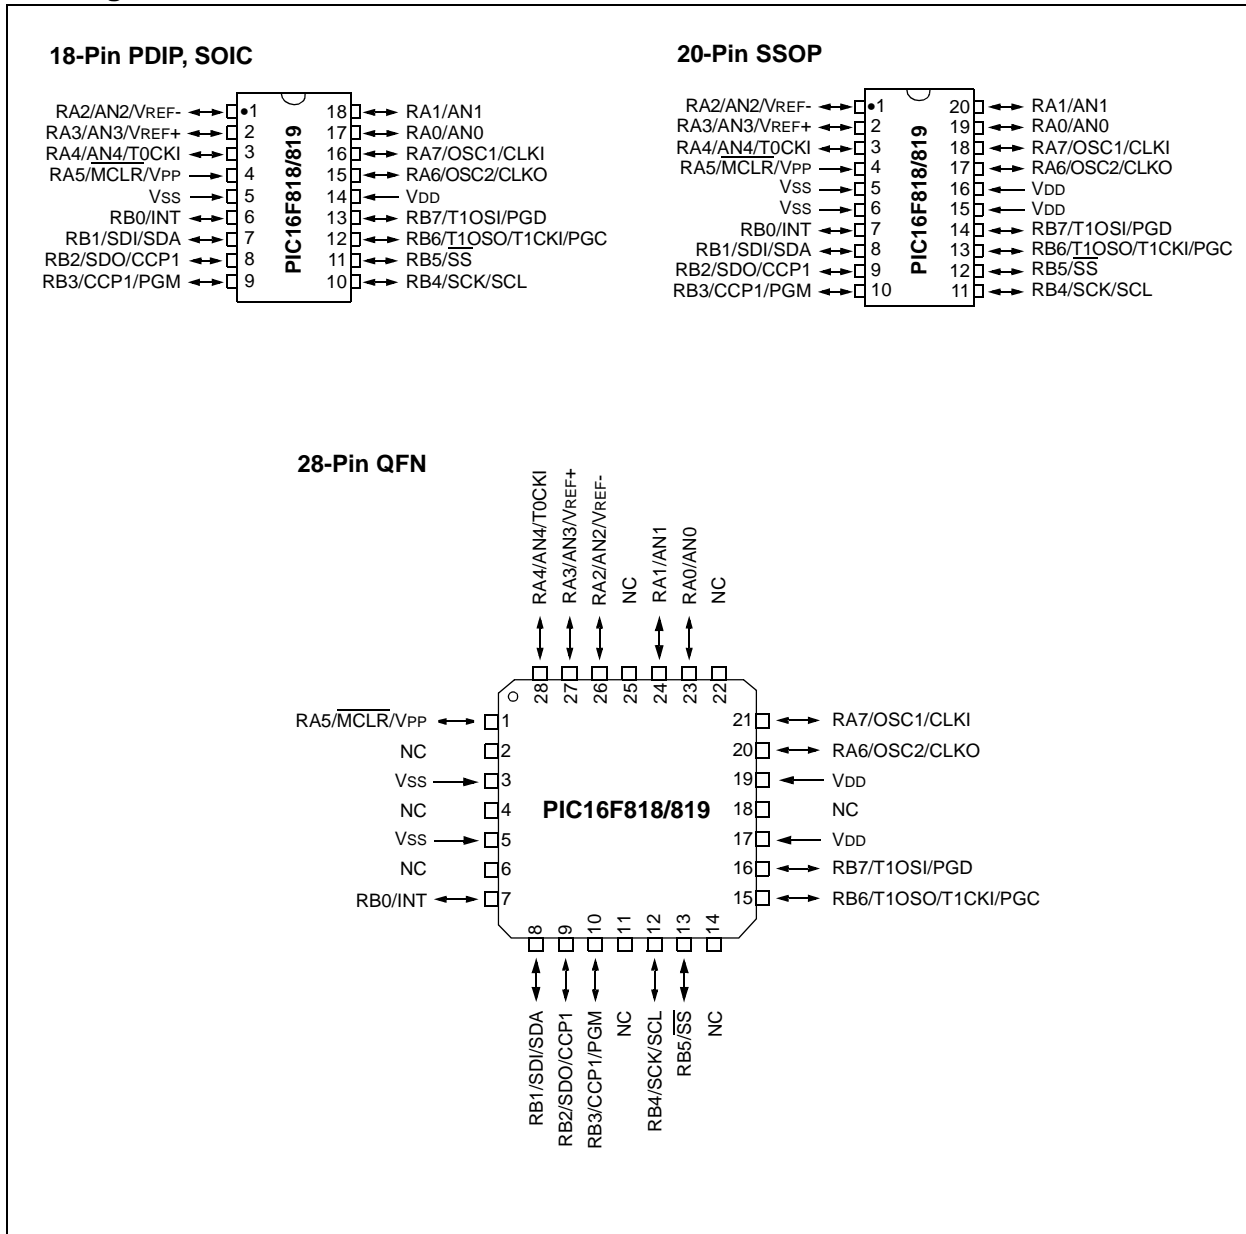 18-Pin PDIP, SOIC
RA2/AN2/VREF- 1 18 RA1/AN1
RA3/AN3/VREF+ 2 17 RA0/AN0
RA4/AN4/T0CKI 3 16 RA7/OSC1/CLKI
RA5/MCLR/VPP 4 15 RA6/OSC2/CLKO
VSS 5 14 VDD
RB0/INT 6 13 RB7/T1OSI/PGD
RB1/SDI/SDA 7 12 RB6/T1OSO/T1CKI/PGC
RB2/SDO/CCP1 8 11 RB5/SS
RB3/CCP1/PGM 9 10 RB4/SCK/SCL
PIC16F818/819
20-Pin SSOP
RA2/AN2/VREF- 1 20 RA1/AN1
RA3/AN3/VREF+ 2 19 RA0/AN0
RA4/AN4/T0CKI 3 18 RA7/OSC1/CLKI
RA5/MCLR/VPP 4 17 RA6/OSC2/CLKO
VSS 5 16 VDD
VSS 6 15 VDD
RB0/INT 7 14 RB7/T1OSI/PGD
RB1/SDI/SDA 8 13 RB6/T1OSO/T1CKI/PGC
RB2/SDO/CCP1 9 12 RB5/SS
RB3/CCP1/PGM 10 11 RB4/SCK/SCL
PIC16F818/819
28-Pin QFN
RA4/AN4/T0CKI
RA3/AN3/VREF+
RA2/AN2/VREF-
NC
RA1/AN1
RA0/AN0
NC
28 27 26 25 24 23 22
RA5/MCLR/VPP 1 21 RA7/OSC1/CLKI
NC 2 20 RA6/OSC2/CLKO
VSS 3 19 VDD
NC 4 PIC16F818/819 18 NC
VSS 5 17 VDD
NC 6 16 RB7/T1OSI/PGD
RB0/INT 7 15 RB6/T1OSO/T1CKI/PGC
8 9 10 11 12 13 14
RB1/SDI/SDA
RB2/SDO/CCP1
RB3/CCP1/PGM
NC
RB4/SCK/SCL
RB5/SS
NC